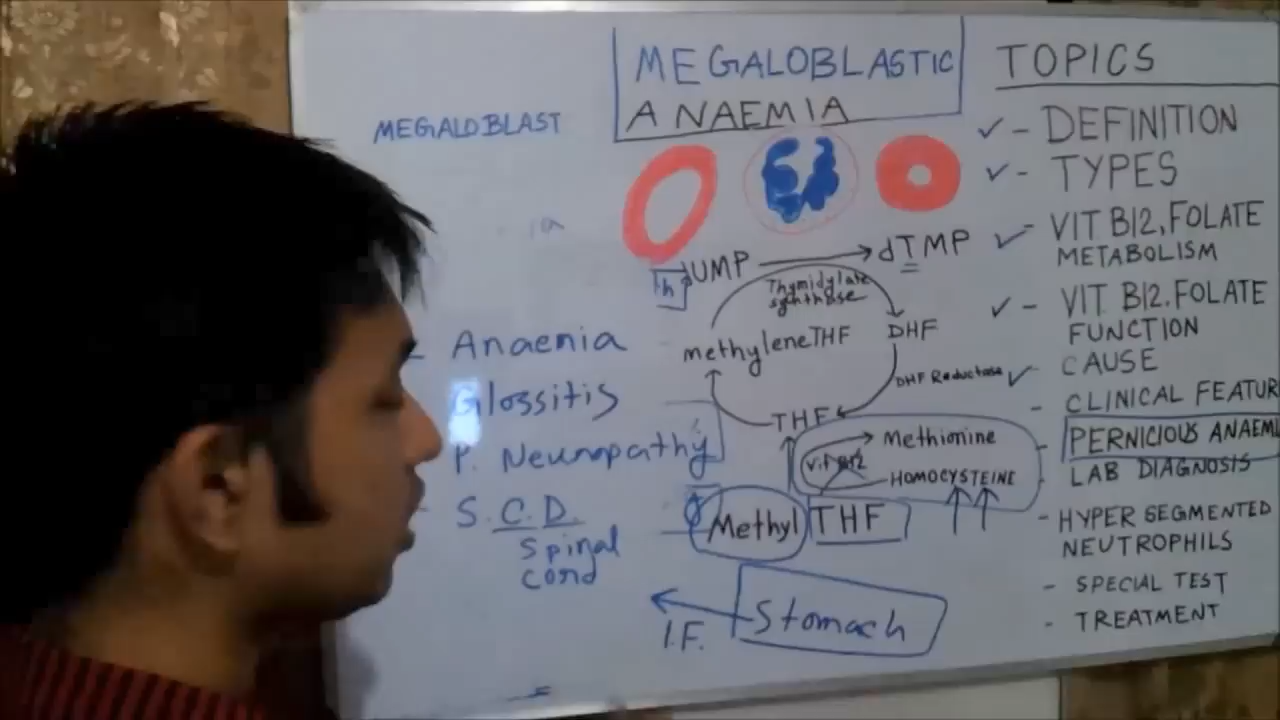 MEGALOBLASTIC
ANAEMIA
MEGALOBLAST
UMP
dTMP
Thymidylate
synthase
methyleneTHF
DHF
DHF Reductase
THF
Methionine
Vit B12
HOMOCYSTEINE
Methyl THF
Stomach
I.F.
- Anaemia
Glossitis
P. Neuropathy
- S.C.D.
Spinal
cord
TOPICS
✓ - DEFINITION
✓ - TYPES
✓ - VIT B12, FOLATE
METABOLISM
✓ - VIT B12. FOLATE
FUNCTION
✓ - CAUSE
- CLINICAL FEATUR
- PERNICIOUS ANAEM
LAB DIAGNOSIS
- HYPER SEGMENTED
NEUTROPHILS
- SPECIAL TEST
- TREATMENT